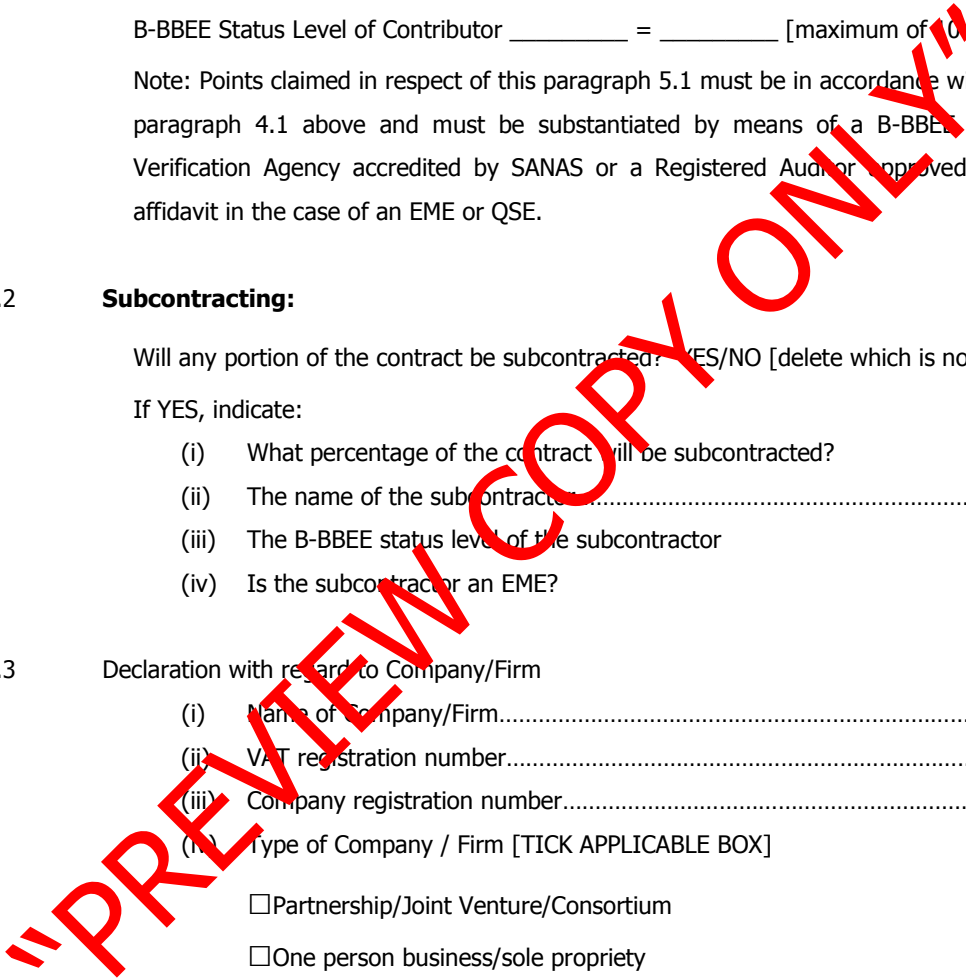 B-BBEE Status Level of Contributor _________ = _________ [maximum of
Note: Points claimed in respect of this paragraph 5.1 must be in accordance w
paragraph 4.1 above and must be substantiated by means of a B-BBEE
Verification Agency accredited by SANAS or a Registered Auditor approved
affidavit in the case of an EME or QSE.
.2 Subcontracting:
Will any portion of the contract be subcontracted? YES/NO [delete which is no
If YES, indicate:
(i) What percentage of the contract will be subcontracted?
(ii) The name of the subcontractor................................................
(iii) The B-BBEE status level of the subcontractor
(iv) Is the subcontractor an EME?
.3 Declaration with regard to Company/Firm
(i) Name of Company/Firm................................................
(ii) VAT registration number................................................
(iii) Company registration number................................................
(iv) Type of Company / Firm [TICK APPLICABLE BOX]
☐Partnership/Joint Venture/Consortium
☐One person business/sole propriety
“PREVIEW COPY ONLY”